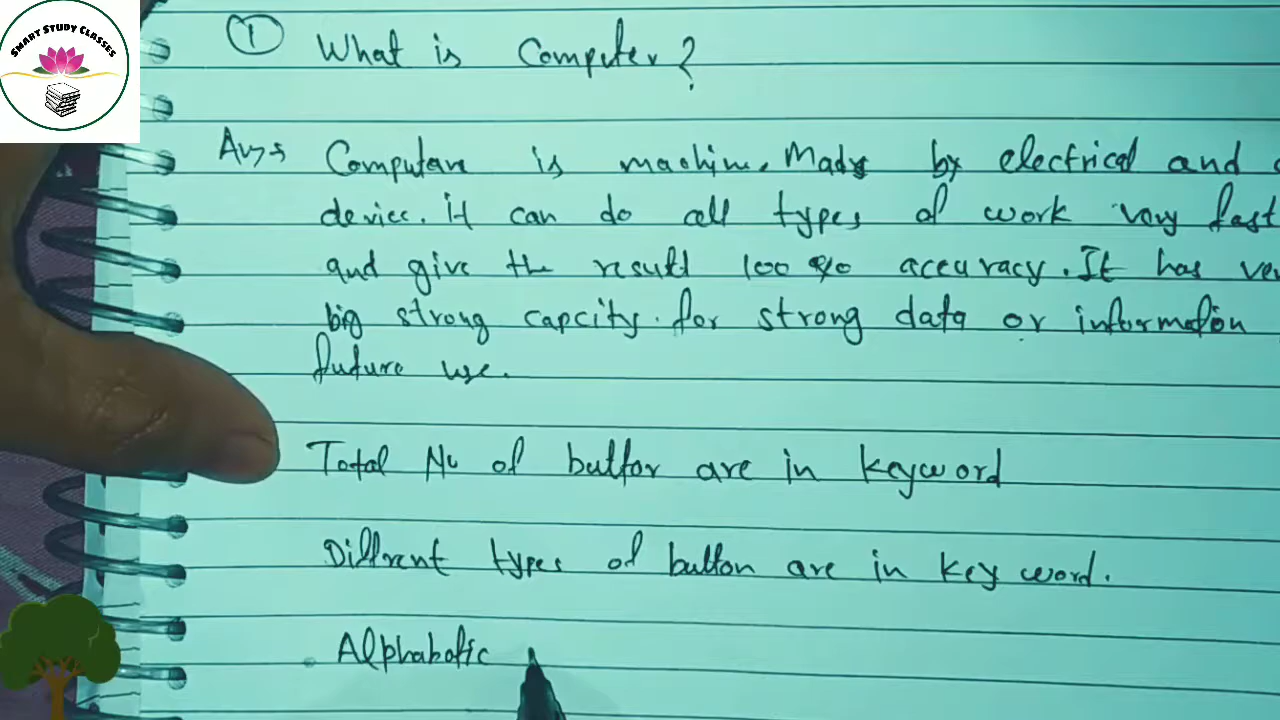 SMART STUDY CLASSES
① What is Computer?
Ans Computare is machine. Made by electrical and
device. it can do all types of work very fast
and give the result 100 % accuracy. It has ver
big strong capcity. for strong data or information
future use.
Total No of button are in keyword
Diffrent types of button are in key word.
Alphabotic